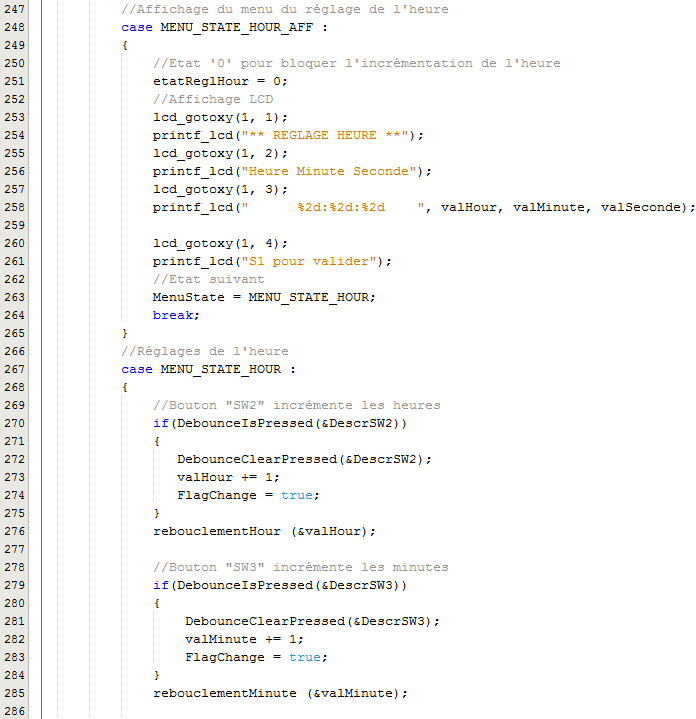 247 //Affichage du menu du réglage de l'heure
248 case MENU_STATE_HOUR_AFF :
249 {
250 //Etat '0' pour bloquer l'incrémentation de l'heure
251 etatReglHour = 0;
252 //Affichage LCD
253 lcd_gotoxy(1, 1);
254 printf_lcd("** REGLAGE HEURE **");
255 lcd_gotoxy(1, 2);
256 printf_lcd("Heure Minute Seconde");
257 lcd_gotoxy(1, 3);
258 printf_lcd("      %2d:%2d:%2d    ", valHour, valMinute, valSeconde);
259
260 lcd_gotoxy(1, 4);
261 printf_lcd("S1 pour valider");
262 //Etat suivant
263 MenuState = MENU_STATE_HOUR;
264 break;
265 }
266 //Réglages de l'heure
267 case MENU_STATE_HOUR :
268 {
269 //Bouton "SW2" incrémente les heures
270 if(DebounceIsPressed(&DescrSW2))
271 {
272 DebounceClearPressed(&DescrSW2);
273 valHour += 1;
274 FlagChange = true;
275 }
276 rebouclementHour (&valHour);
277
278 //Bouton "SW3" incrémente les minutes
279 if(DebounceIsPressed(&DescrSW3))
280 {
281 DebounceClearPressed(&DescrSW3);
282 valMinute += 1;
283 FlagChange = true;
284 }
285 rebouclementMinute (&valMinute);
286